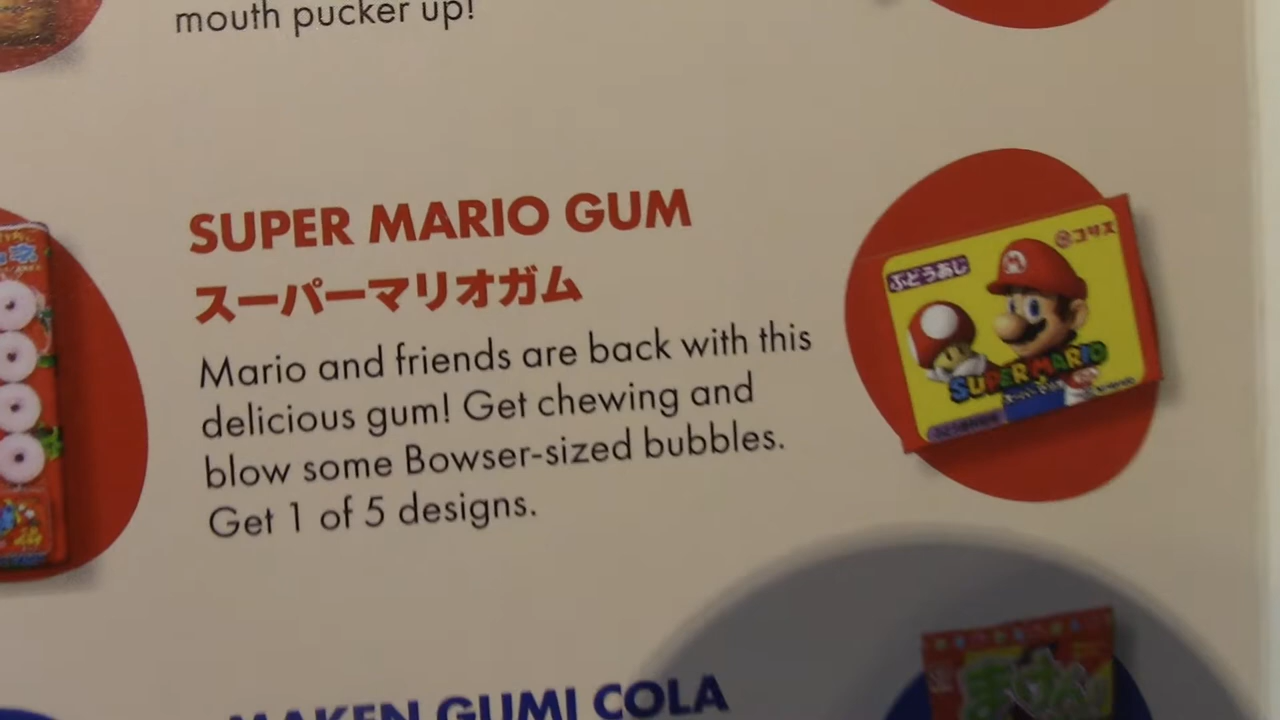 mouth pucker up!
SUPER MARIO GUM
スーパーマリオガム
Mario and friends are back with this
delicious gum! Get chewing and
blow some Bowser-sized bubbles.
Get 1 of 5 designs.
コリス
ぶどうあじ
SUPER MARIO
MAKEN GUMI COLA